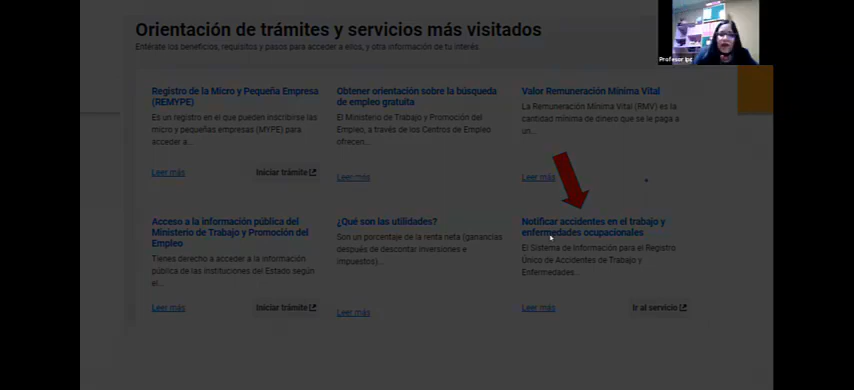 Orientación de trámites y servicios más visitados
Entérate los beneficios, requisitos y pasos para acceder a ellos, y otra información de tu interés.
Profesor ipc
Registro de la Micro y Pequeña Empresa
(REMYPE)
Es un registro en el que pueden inscribirse las
micro y pequeñas empresas (MYPE) para
acceder a...
Leer más
Iniciar trámite
Obtener orientación sobre la búsqueda
de empleo gratuita
El Ministerio de Trabajo y Promoción del
Empleo, a través de los Centros de Empleo
ofrecen...
Leer más
Valor Remuneración Mínima Vital
La Remuneración Mínima Vital (RMV) es la
cantidad mínima de dinero que se le paga a
un...
Leer más
Acceso a la información pública del
Ministerio de Trabajo y Promoción del
Empleo
Tienes derecho a acceder a la información
pública de las instituciones del Estado según
el...
Leer más
Iniciar trámite
¿Qué son las utilidades?
Son un porcentaje de la renta neta (ganancias
después de descontar inversiones e
impuestos)...
Leer más
Notificar accidentes en el trabajo y
enfermedades ocupacionales
El Sistema de Información para el Registro
Único de Accidentes de Trabajo y
Enfermedades...
Leer más
Ir al servicio